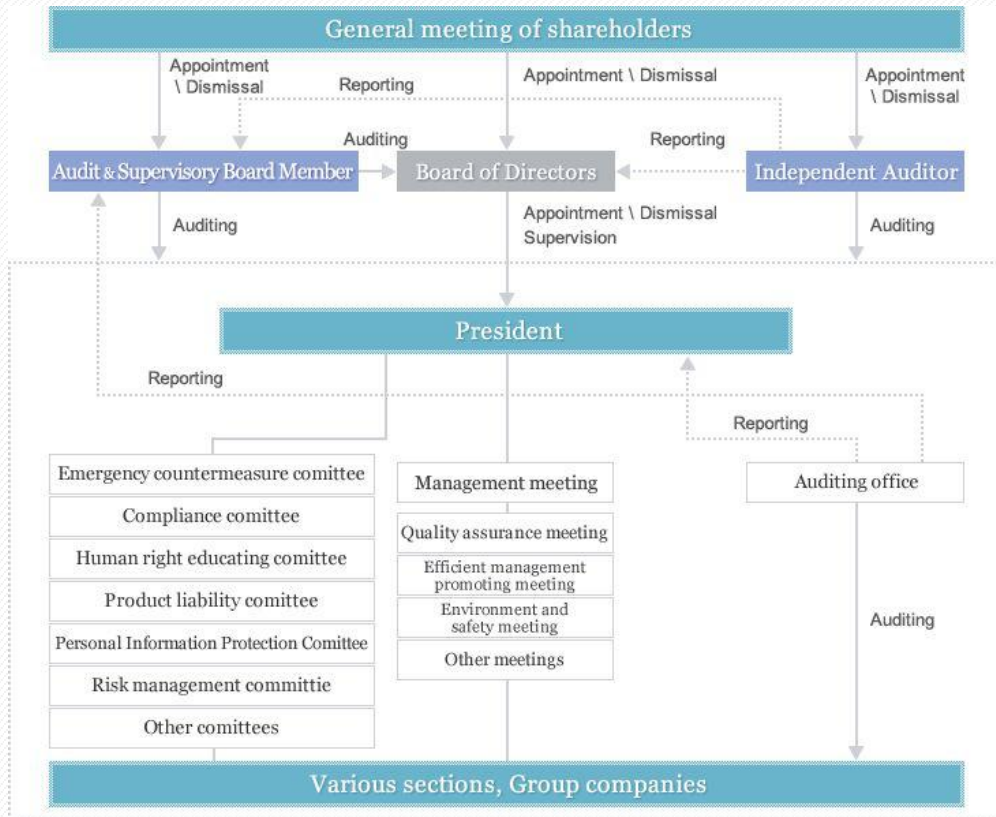 General meeting of shareholders
Appointment
\ Dismissal
Reporting
Appointment \ Dismissal
Appointment
\ Dismissal
Auditing
Reporting
Audit & Supervisory Board Member
Board of Directors
Independent Auditor
Auditing
Appointment \ Dismissal
Supervision
Auditing
President
Reporting
Reporting
Emergency countermeasure comittee
Compliance comittee
Human right educating comittee
Product liability comittee
Personal Information Protection Comittee
Risk management committie
Other comittees
Management meeting
Quality assurance meeting
Efficient management
promoting meeting
Environment and
safety meeting
Other meetings
Auditing office
Auditing
Various sections, Group companies